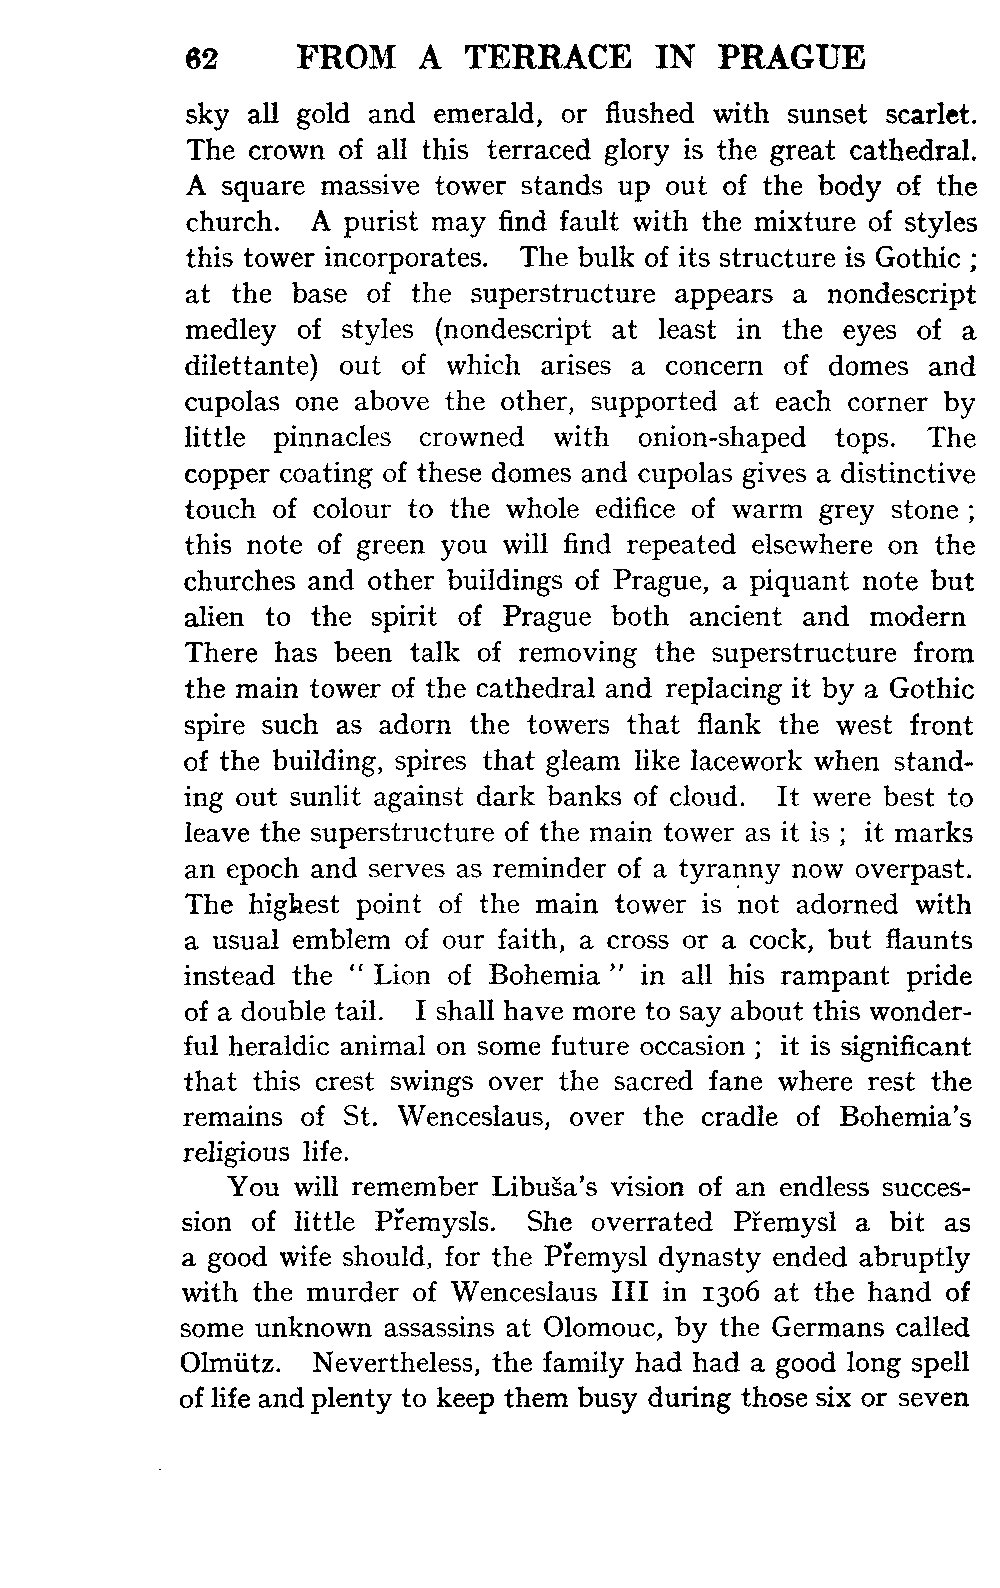 62 FROM A TERRACE IN PRAGUE
sky all gold and emerald, or flushed with sunset scarlet.
The crown of all this terraced glory is the great cathedral.
A square massive tower stands up out of the body of the
church. A purist may find fault with the mixture of styles
this tower incorporates. The bulk of its structure is Gothic ;
at the base of the superstructure appears a nondescript
medley of styles (nondescript at least in the eyes of a
dilettante) out of which arises a concern of domes and
cupolas one above the other, supported at each corner by
little pinnacles crowned with onion-shaped tops. The
copper coating of these domes and cupolas gives a distinctive
touch of colour to the whole edifice of warm grey stone ;
this note of green you will find repeated elsewhere on the
churches and other buildings of Prague, a piquant note but
alien to the spirit of Prague both ancient and modern
There has been talk of removing the superstructure from
the main tower of the cathedral and replacing it by a Gothic
spire such as adorn the towers that flank the west front
of the building, spires that gleam like lacework when stand-
ing out sunlit against dark banks of cloud. It were best to
leave the superstructure of the main tower as it is ; it marks
an epoch and serves as reminder of a tyranny now overpast.
The highest point of the main tower is not adorned with
a usual emblem of our faith, a cross or a cock, but flaunts
instead the " Lion of Bohemia " in all his rampant pride
of a double tail. I shall have more to say about this wonder-
ful heraldic animal on some future occasion ; it is significant
that this crest swings over the sacred fane where rest the
remains of St. Wenceslaus, over the cradle of Bohemia's
religious life.
You will remember Libuša's vision of an endless succes-
sion of little Přemysls. She overrated Přemysl a bit as
a good wife should, for the Přemysl dynasty ended abruptly
with the murder of Wenceslaus III in 1306 at the hand of
some unknown assassins at Olomouc, by the Germans called
Olmütz. Nevertheless, the family had had a good long spell
of life and plenty to keep them busy during those six or seven